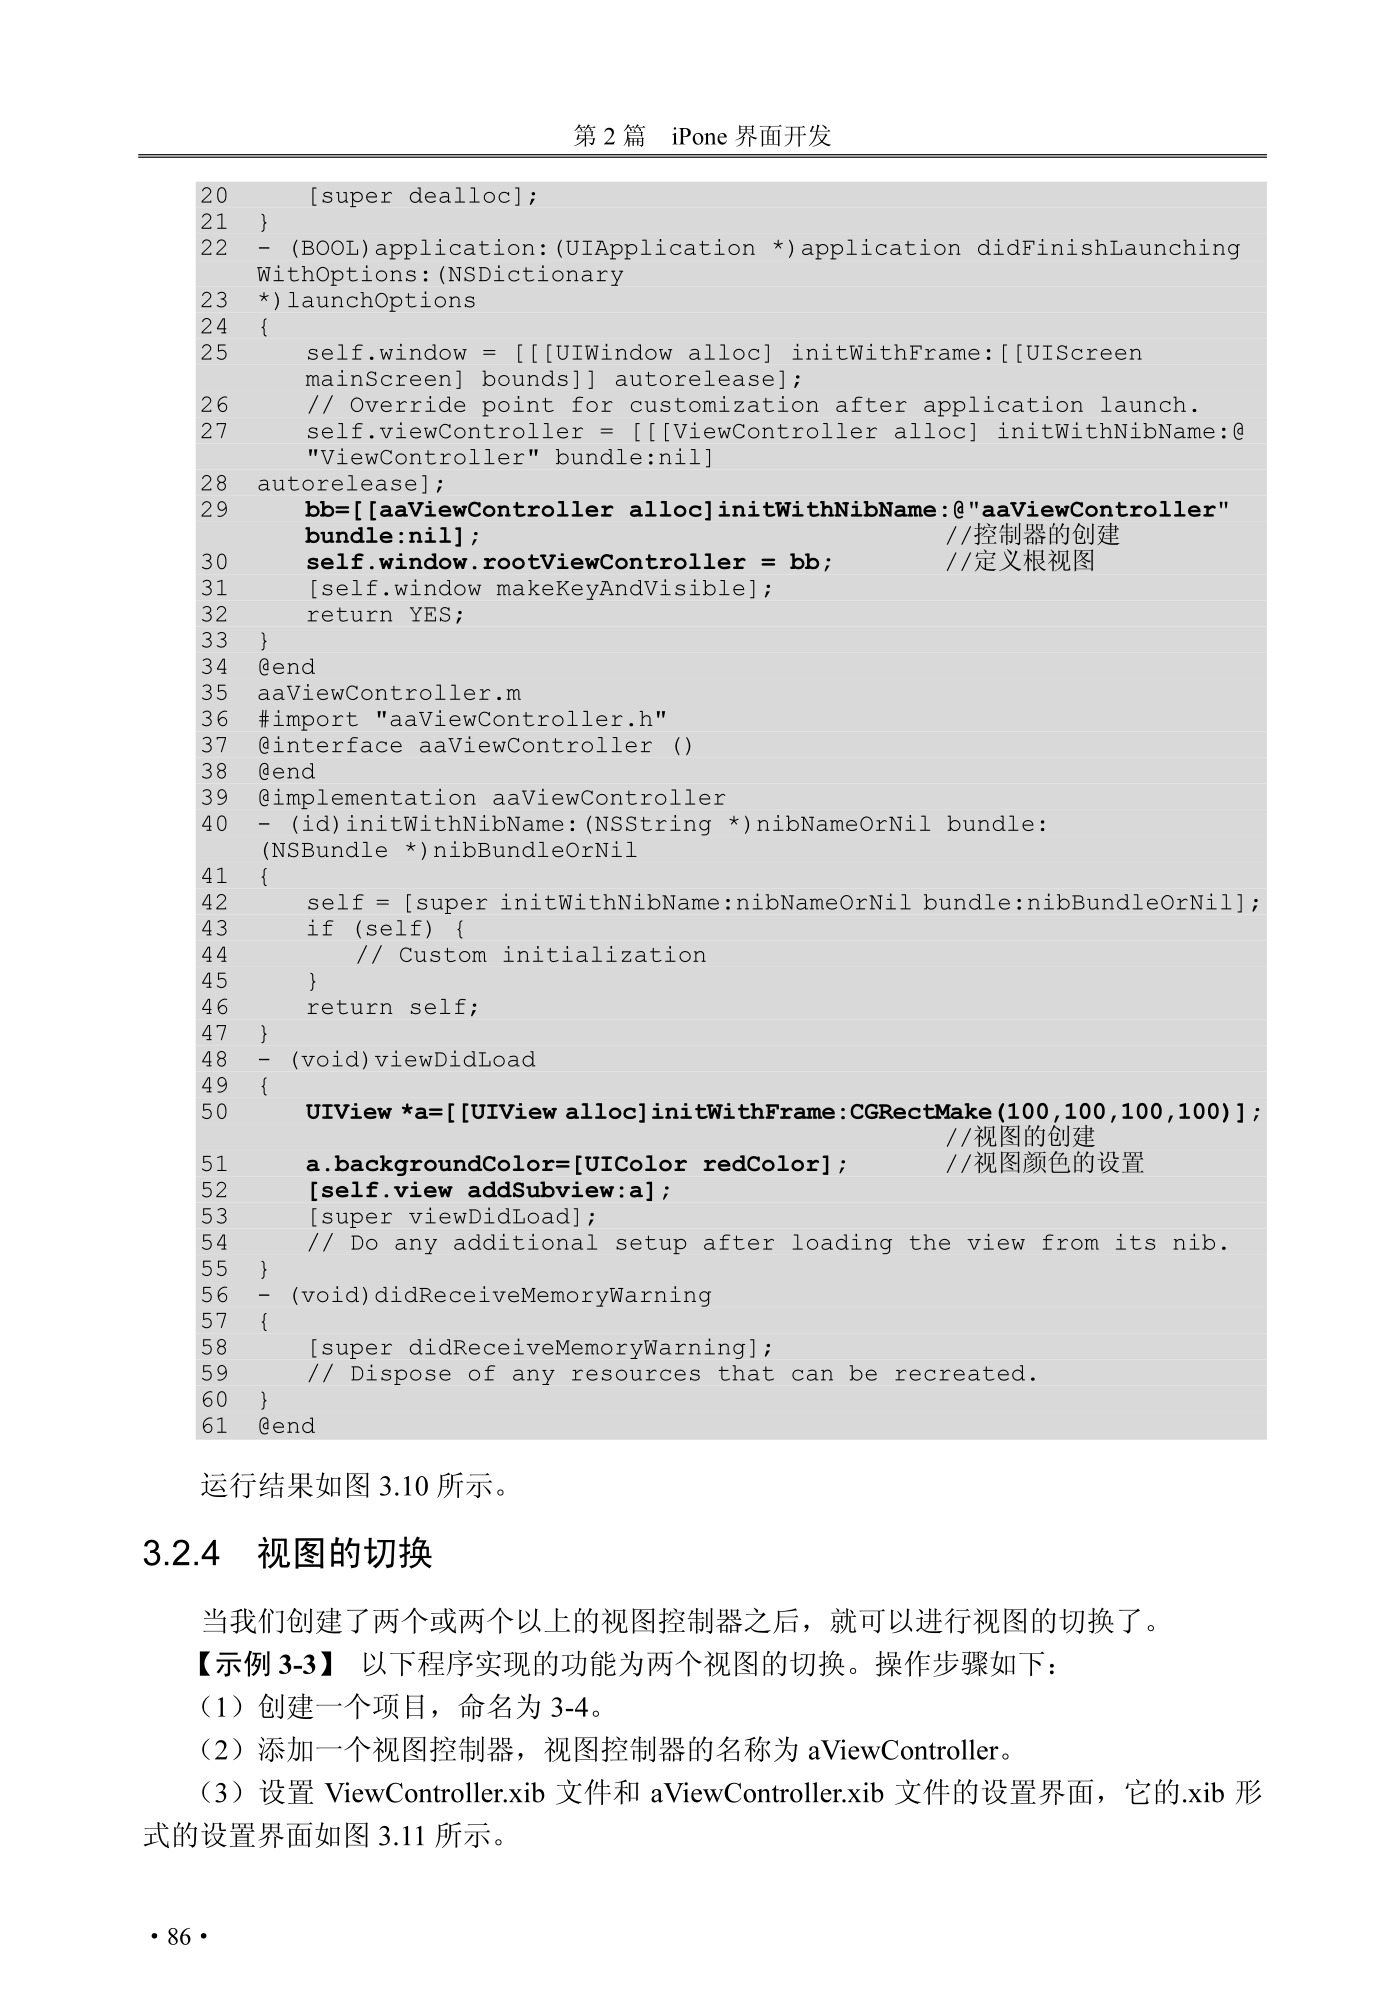 第 2 篇 iPone 界面开发
20 [super dealloc];
21 }
22 - (BOOL)application:(UIApplication *)application didFinishLaunching
WithOptions:(NSDictionary
23 *)launchOptions
24 {
25 self.window = [[[UIWindow alloc] initWithFrame:[[UIScreen
mainScreen] bounds]] autorelease];
26 // Override point for customization after application launch.
27 self.viewController = [[[ViewController alloc] initWithNibName:@
"ViewController" bundle:nil]
28 autorelease];
29 bb=[[aaViewController alloc]initWithNibName:@"aaViewController"
bundle:nil]; //控制器的创建
30 self.window.rootViewController = bb; //定义根视图
31 [self.window makeKeyAndVisible];
32 return YES;
33 }
34 @end
35 aaViewController.m
36 #import "aaViewController.h"
37 @interface aaViewController ()
38 @end
39 @implementation aaViewController
40 - (id)initWithNibName:(NSString *)nibNameOrNil bundle:
(NSBundle *)nibBundleOrNil
41 {
42 self = [super initWithNibName:nibNameOrNil bundle:nibBundleOrNil];
43 if (self) {
44 // Custom initialization
45 }
46 return self;
47 }
48 - (void)viewDidLoad
49 {
50 UIView *a=[[UIView alloc]initWithFrame:CGRectMake(100,100,100,100)];
//视图的创建
51 a.backgroundColor=[UIColor redColor]; //视图颜色的设置
52 [self.view addSubview:a];
53 [super viewDidLoad];
54 // Do any additional setup after loading the view from its nib.
55 }
56 - (void)didReceiveMemoryWarning
57 {
58 [super didReceiveMemoryWarning];
59 // Dispose of any resources that can be recreated.
60 }
61 @end
运行结果如图 3.10 所示。
3.2.4 视图的切换
当我们创建了两个或两个以上的视图控制器之后，就可以进行视图的切换了。
【示例 3-3】 以下程序实现的功能为两个视图的切换。操作步骤如下：
（1）创建一个项目，命名为 3-4。
（2）添加一个视图控制器，视图控制器的名称为 aViewController。
（3）设置 ViewController.xib 文件和 aViewController.xib 文件的设置界面，它的.xib 形
式的设置界面如图 3.11 所示。
• 86 •